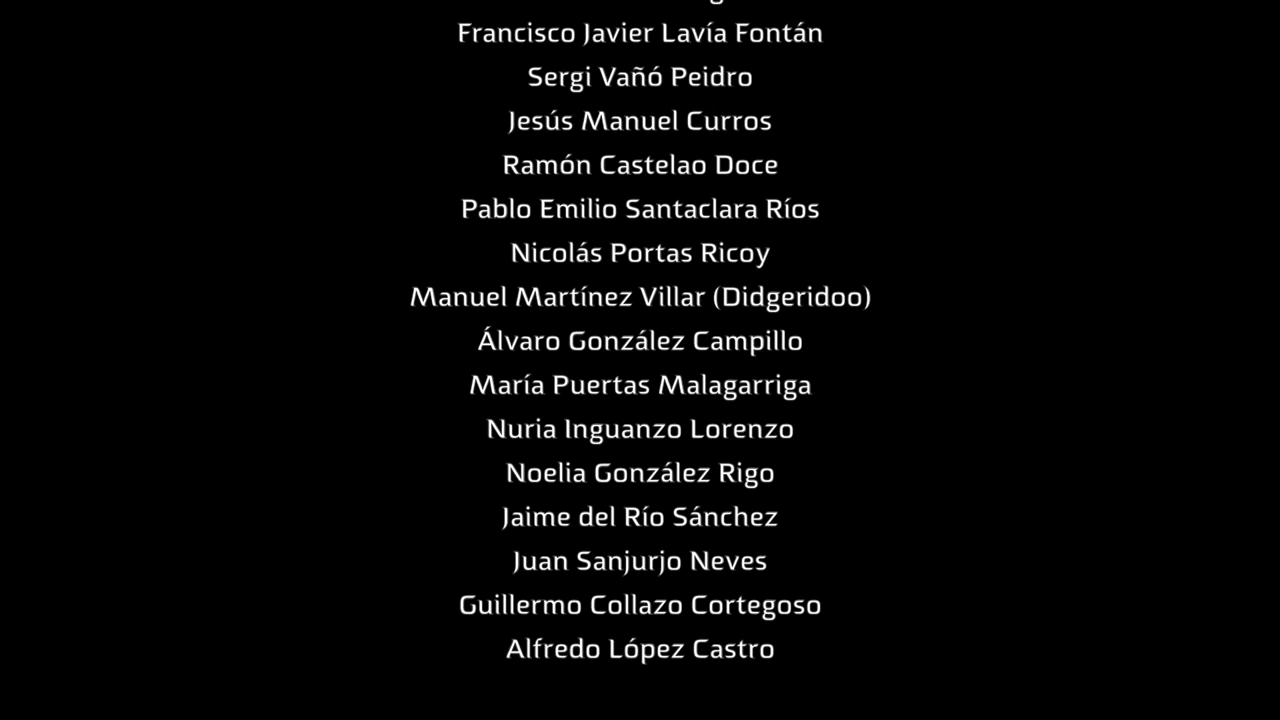 Francisco Javier Lavía Fontán
Sergi Vañó Peidro
Jesús Manuel Curros
Ramón Castelao Doce
Pablo Emilio Santaclara Ríos
Nicolás Portas Ricoy
Manuel Martínez Villar (Didgeridoo)
Álvaro González Campillo
María Puertas Malagarriga
Nuria Inguanzo Lorenzo
Noelia González Rigo
Jaime del Río Sánchez
Juan Sanjurjo Neves
Guillermo Collazo Cortegoso
Alfredo López Castro